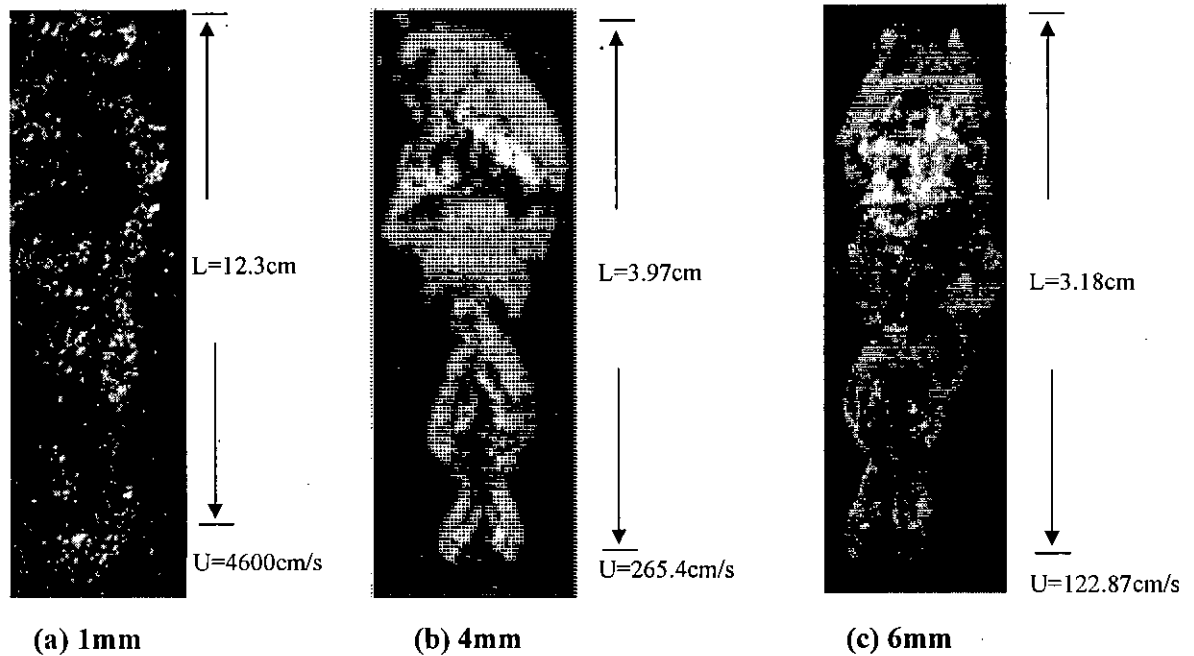 L=12.3cm
U=4600cm/s
(a) 1mm
L=3.97cm
U=265.4cm/s
(b) 4mm
L=3.18cm
U=122.87cm/s
(c) 6mm